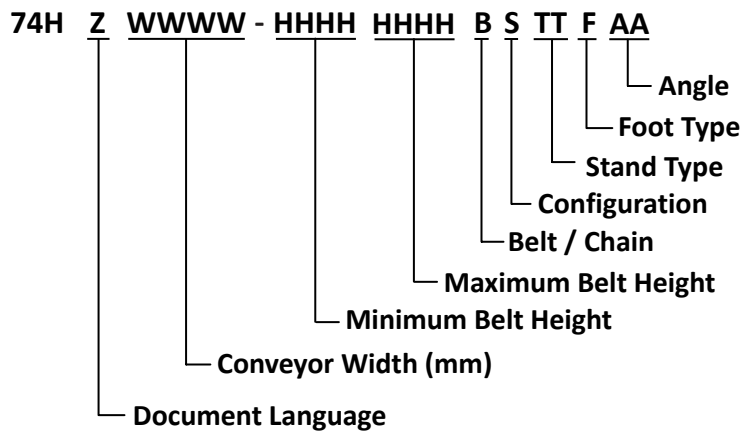 74H Z WWWW - HHHH HHHH B S TT F AA
Angle
Foot Type
Stand Type
Configuration
Belt / Chain
Maximum Belt Height
Minimum Belt Height
Conveyor Width (mm)
Document Language